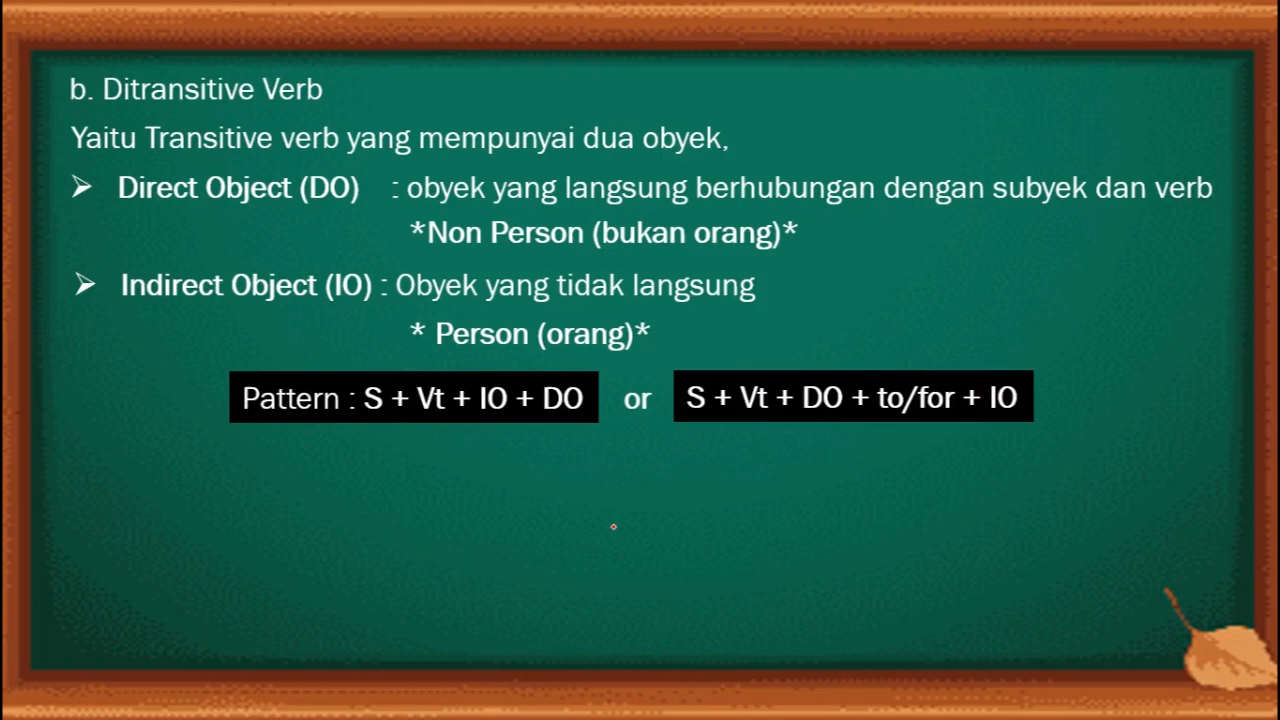 b. Ditransitive Verb
Yaitu Transitive verb yang mempunyai dua obyek,
➢ Direct Object (DO) : obyek yang langsung berhubungan dengan subyek dan verb
*Non Person (bukan orang)*
➢ Indirect Object (IO) : Obyek yang tidak langsung
* Person (orang)*
Pattern : S + Vt + IO + DO or S + Vt + DO + to/for + IO